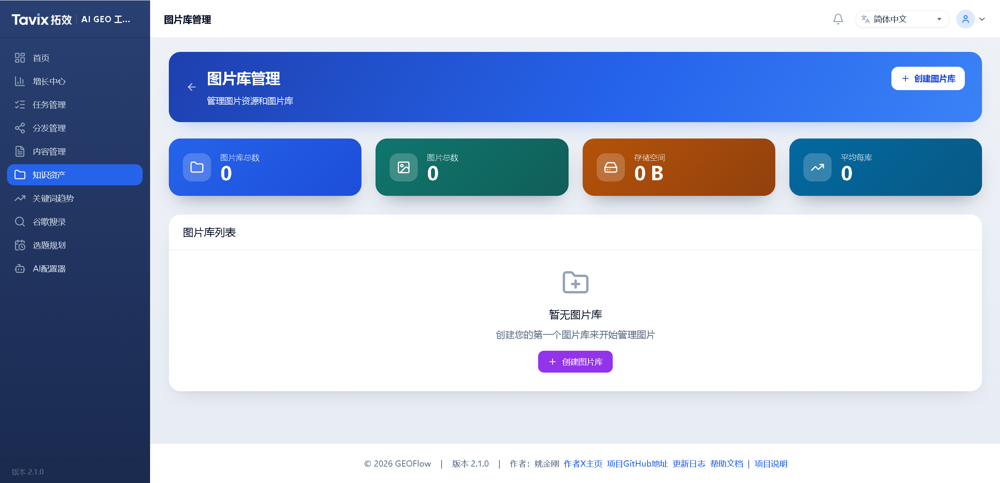 Tavix 拓效 AI GEO 工...
图片库管理
简体中文
首页
增长中心
任务管理
分发管理
内容管理
知识资产
关键词趋势
谷歌搜录
选题规划
AI配置器
版本 2.1.0
图片库管理
管理图片资源和图片库
创建图片库
图片库总数
0
图片总数
0
存储空间
0 B
平均每库
0
图片库列表
暂无图片库
创建您的第一个图片库来开始管理图片
创建图片库
© 2026 GEOFlow | 版本 2.1.0 | 作者：姚金刚 作者X主页 项目GitHub地址 更新日志 帮助文档 | 项目说明